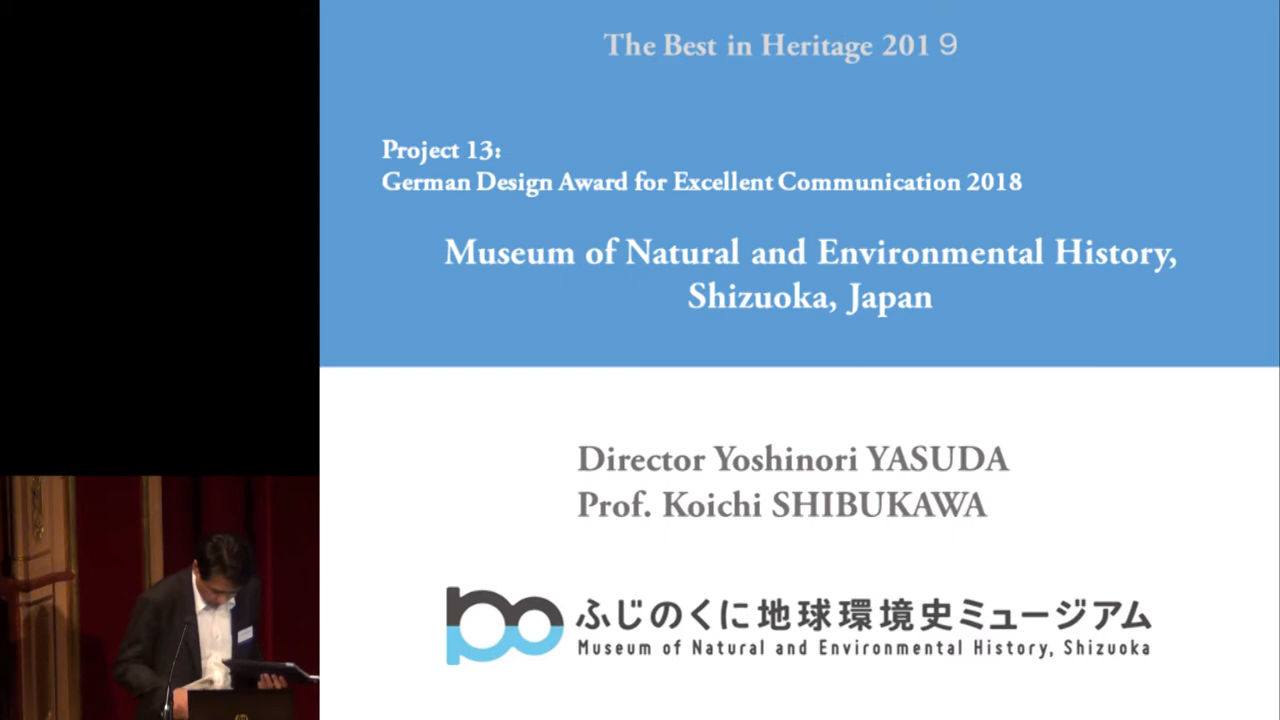 The Best in Heritage 2019
Project 13:
German Design Award for Excellent Communication 2018
Museum of Natural and Environmental History,
Shizuoka, Japan
Director Yoshinori YASUDA
Prof. Koichi SHIBUKAWA
ふじのくに地球環境史ミュージアム
Museum of Natural and Environmental History, Shizuoka